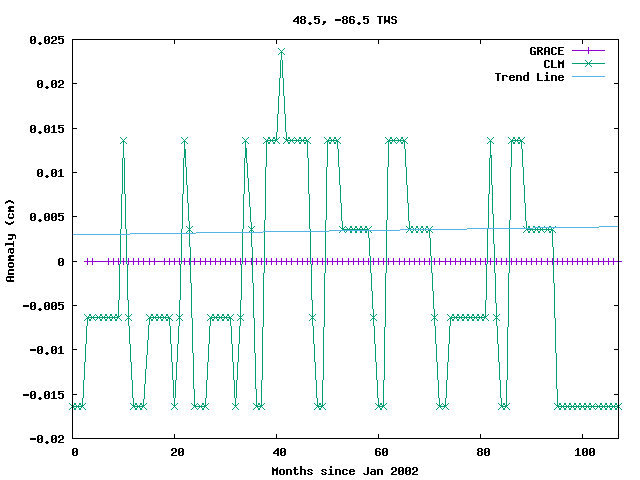 48.5, -86.5 TWS
GRACE
CLM
Trend Line
0.025
0.02
0.015
0.01
0.005
0
-0.005
-0.01
-0.015
-0.02
Anomaly (cm)
0 20 40 60 80 100
Months since Jan 2002